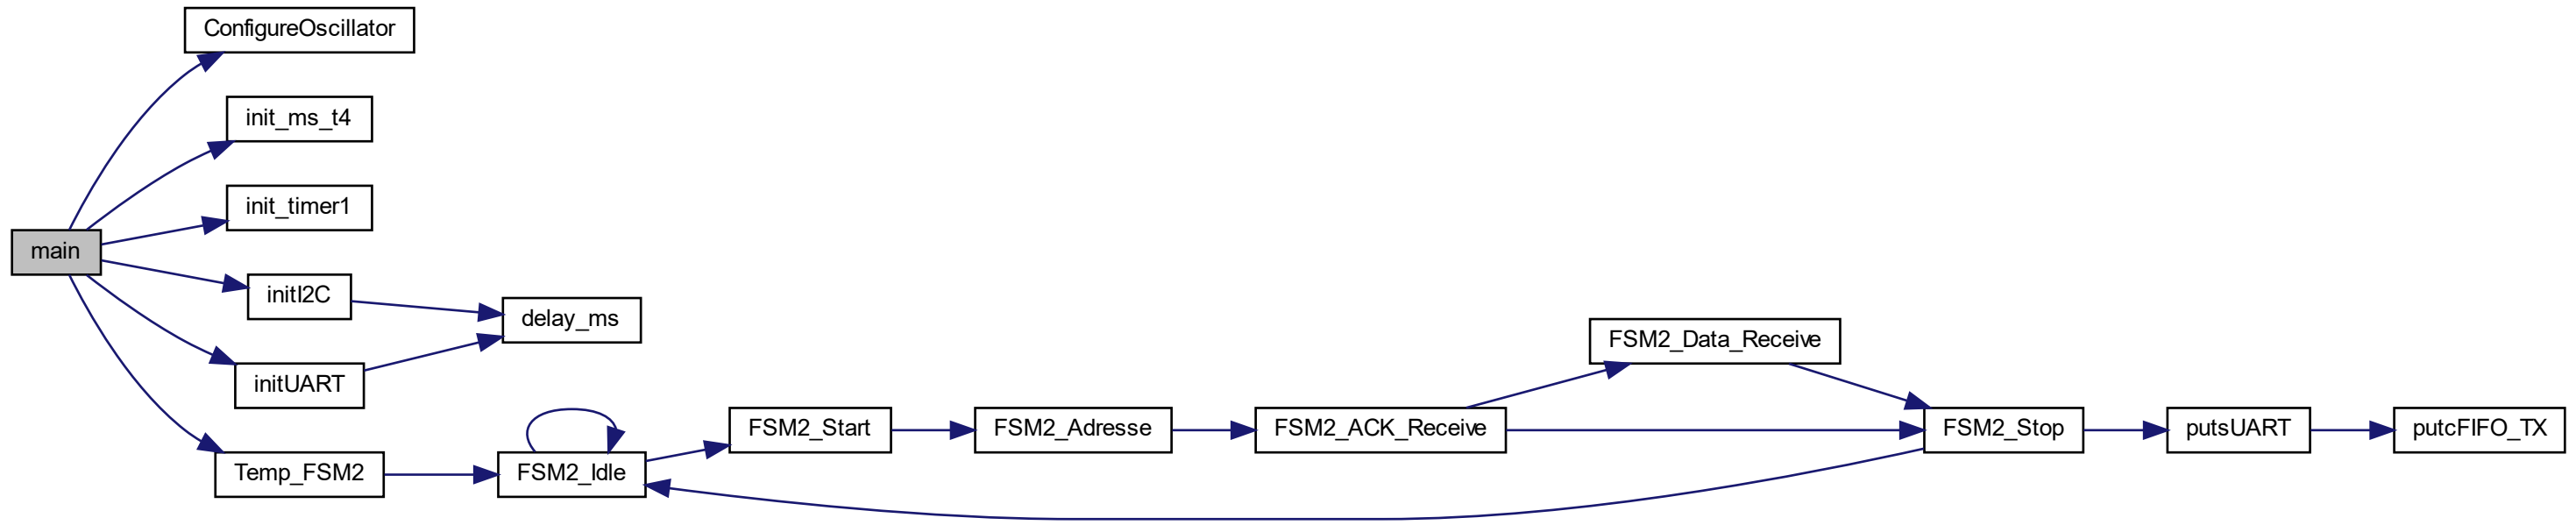 ConfigureOscillator
init_ms_t4
init_timer1
main
initI2C
delay_ms
initUART
FSM2_Data_Receive
FSM2_Start
FSM2_Adresse
FSM2_ACK_Receive
FSM2_Stop
putsUART
putcFIFO_TX
Temp_FSM2
FSM2_Idle